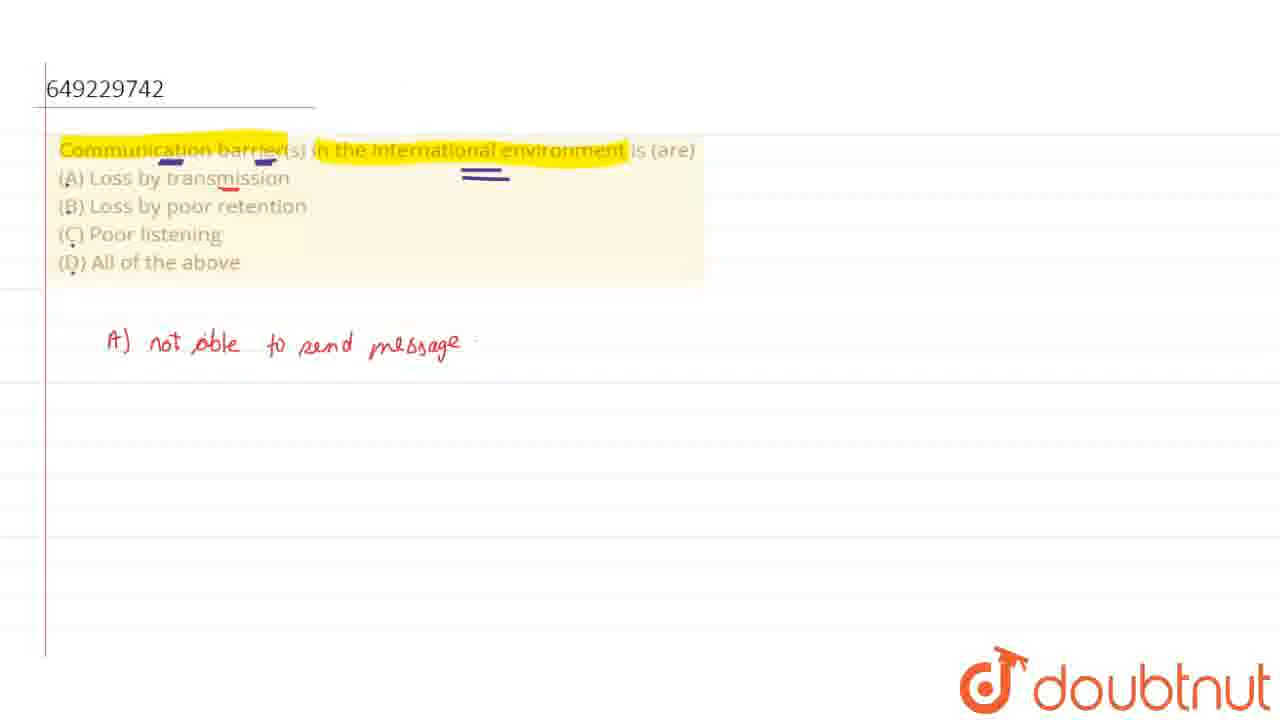 649229742
Communication barrier(s) in the international environment is (are)
(A) Loss by transmission
(B) Loss by poor retention
(C) Poor listening
(D) All of the above
A) not able to send message
doubtnut